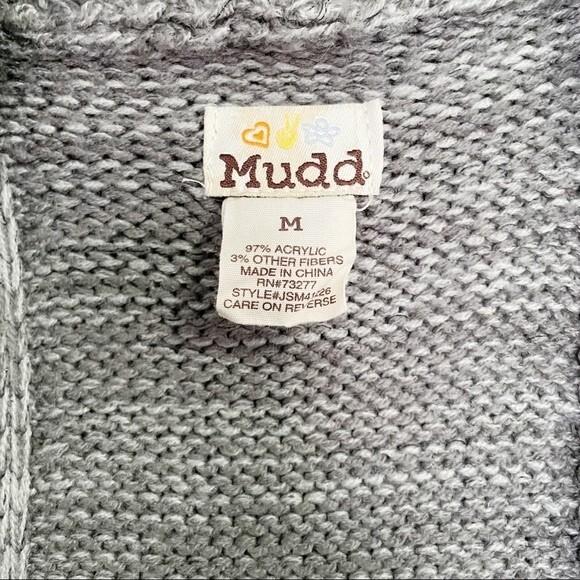 Mudd
M
97% ACRYLIC
3% OTHER FIBERS
MADE IN CHINA
RN#73277
CARE ON REVERSE